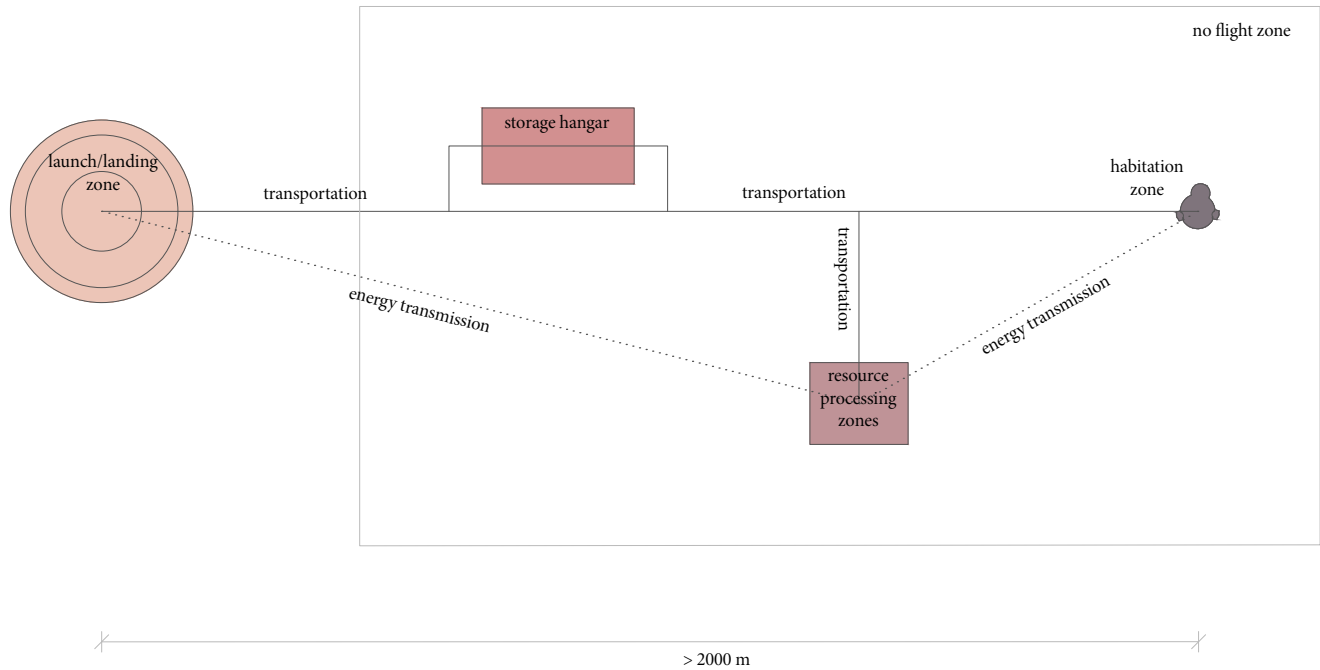 no flight zone
storage hangar
launch/landing
zone
transportation
transportation
habitation
zone
transportation
energy transmission
energy transmission
resource
processing
zones
> 2000 m